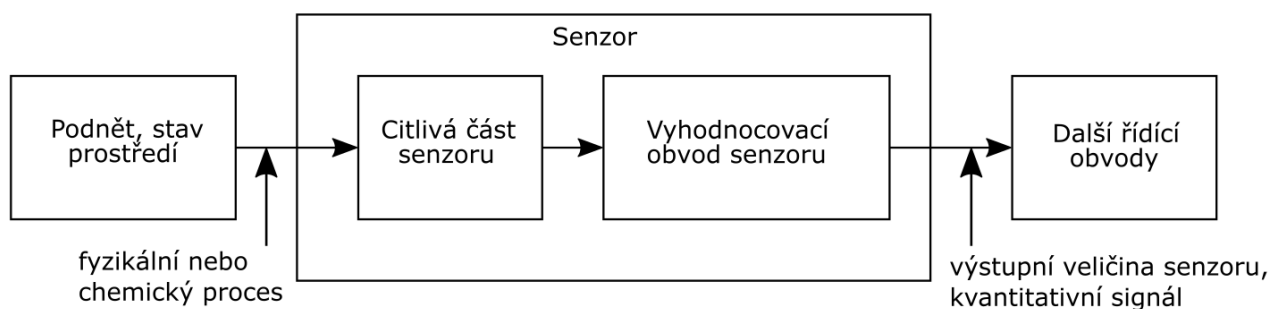 Senzor
Podnět, stav
prostředí
Citlivá část
senzoru
Vyhodnocovací
obvod senzoru
Další řídící
obvody
fyzikální nebo
chemický proces
výstupní veličina senzoru,
kvantitativní signál